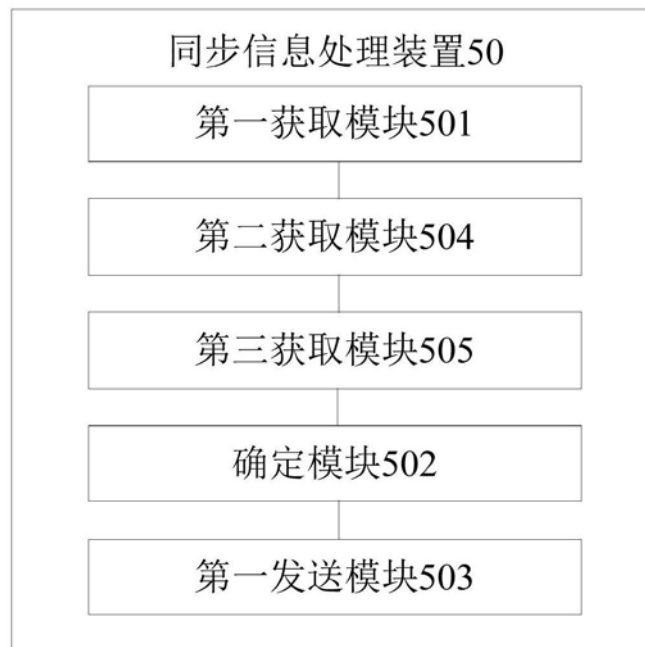 同步信息处理装置50
第一获取模块501
第二获取模块504
第三获取模块505
确定模块502
第一发送模块503